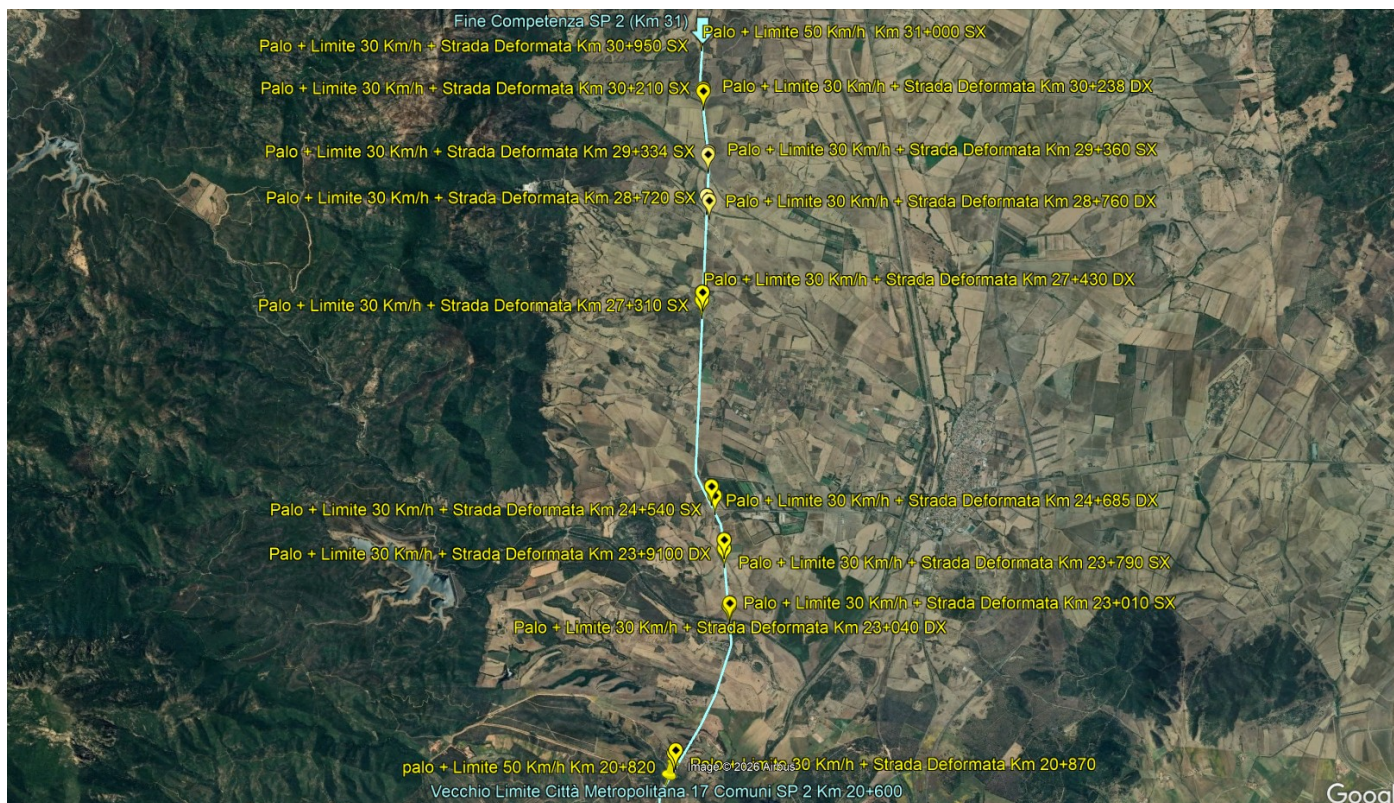 Fine Competenza SP 2 (Km 31)
Palo + Limite 50 Km/h Km 31+000 SX
Palo + Limite 30 Km/h + Strada Deformata Km 30+950 SX
Palo + Limite 30 Km/h + Strada Deformata Km 30+210 SX
Palo + Limite 30 Km/h + Strada Deformata Km 30+238 DX
Palo + Limite 30 Km/h + Strada Deformata Km 29+334 SX
Palo + Limite 30 Km/h + Strada Deformata Km 29+360 SX
Palo + Limite 30 Km/h + Strada Deformata Km 28+720 SX
Palo + Limite 30 Km/h + Strada Deformata Km 28+760 DX
Palo + Limite 30 Km/h + Strada Deformata Km 27+430 DX
Palo + Limite 30 Km/h + Strada Deformata Km 27+310 SX
Palo + Limite 30 Km/h + Strada Deformata Km 24+685 DX
Palo + Limite 30 Km/h + Strada Deformata Km 24+540 SX
Palo + Limite 30 Km/h + Strada Deformata Km 23+9100 DX
Palo + Limite 30 Km/h + Strada Deformata Km 23+790 SX
Palo + Limite 30 Km/h + Strada Deformata Km 23+010 SX
Palo + Limite 30 Km/h + Strada Deformata Km 23+040 DX
palo + Limite 50 Km/h Km 20+820
Palo + Limite 30 Km/h + Strada Deformata Km 20+870
Image © 2026 Airbus
Vecchio Limite Città Metropolitana 17 Comuni SP 2 Km 20+600
Goog